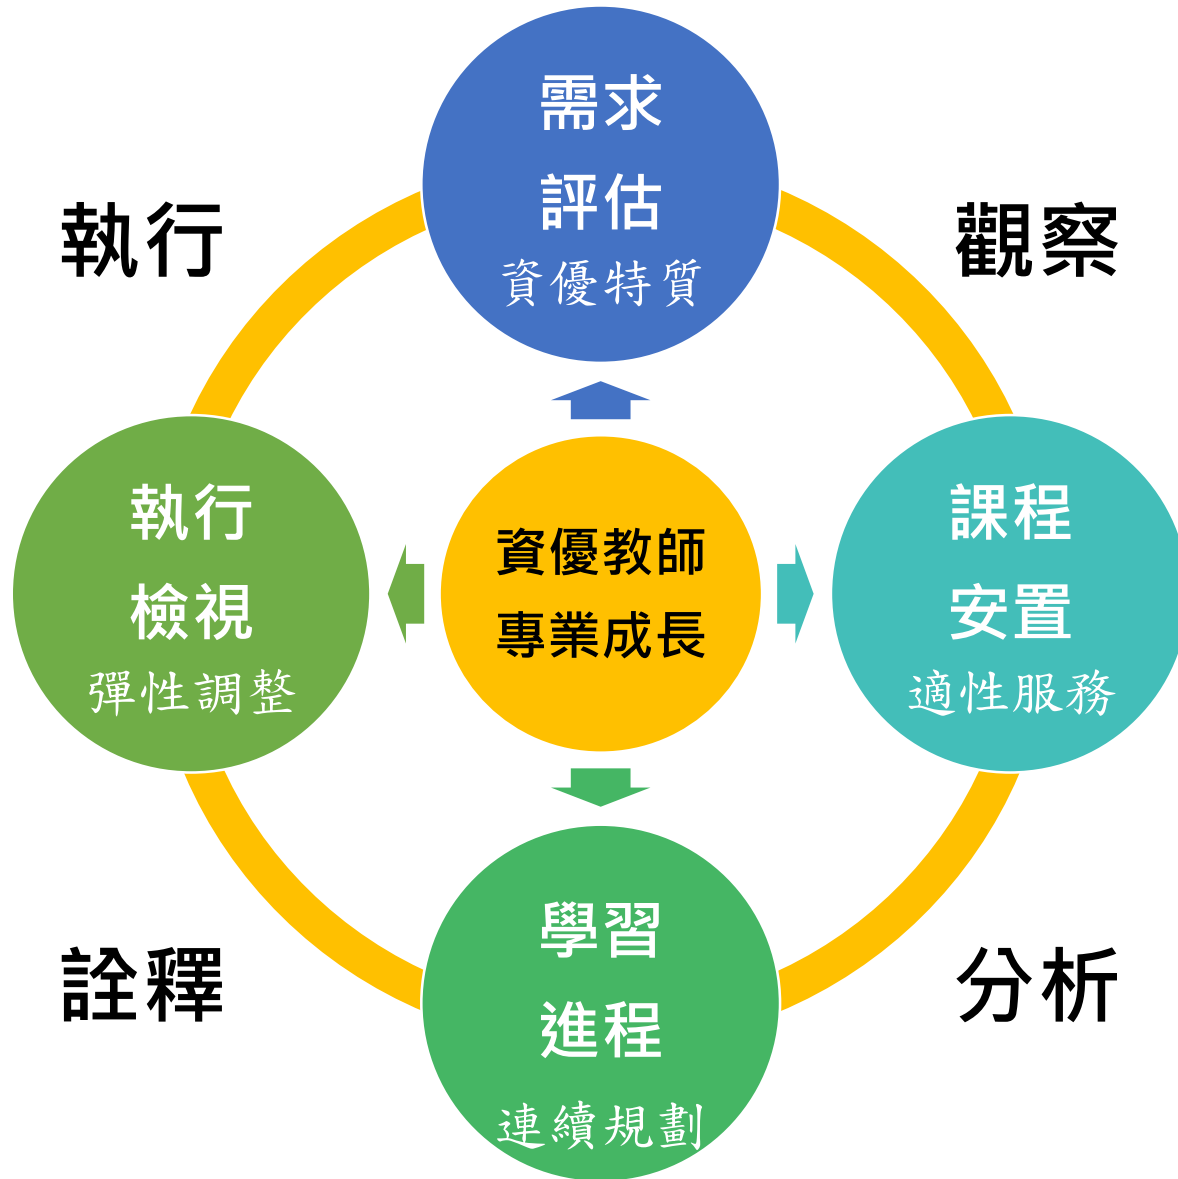 需求
評估
資優特質
執行
觀察
執行
檢視
彈性調整
資優教師
專業成長
課程
安置
適性服務
詮釋
分析
學習
進程
連續規劃